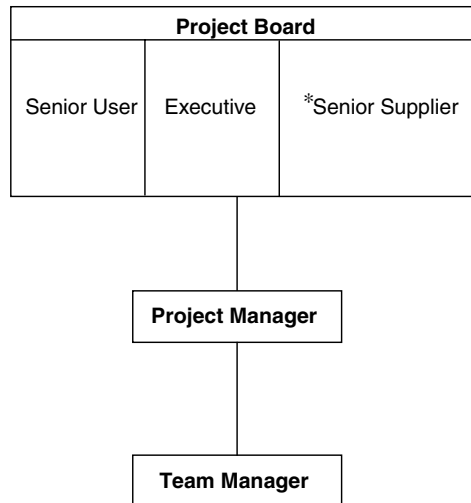 Project Board
Senior User Executive *Senior Supplier
Project Manager
Team Manager